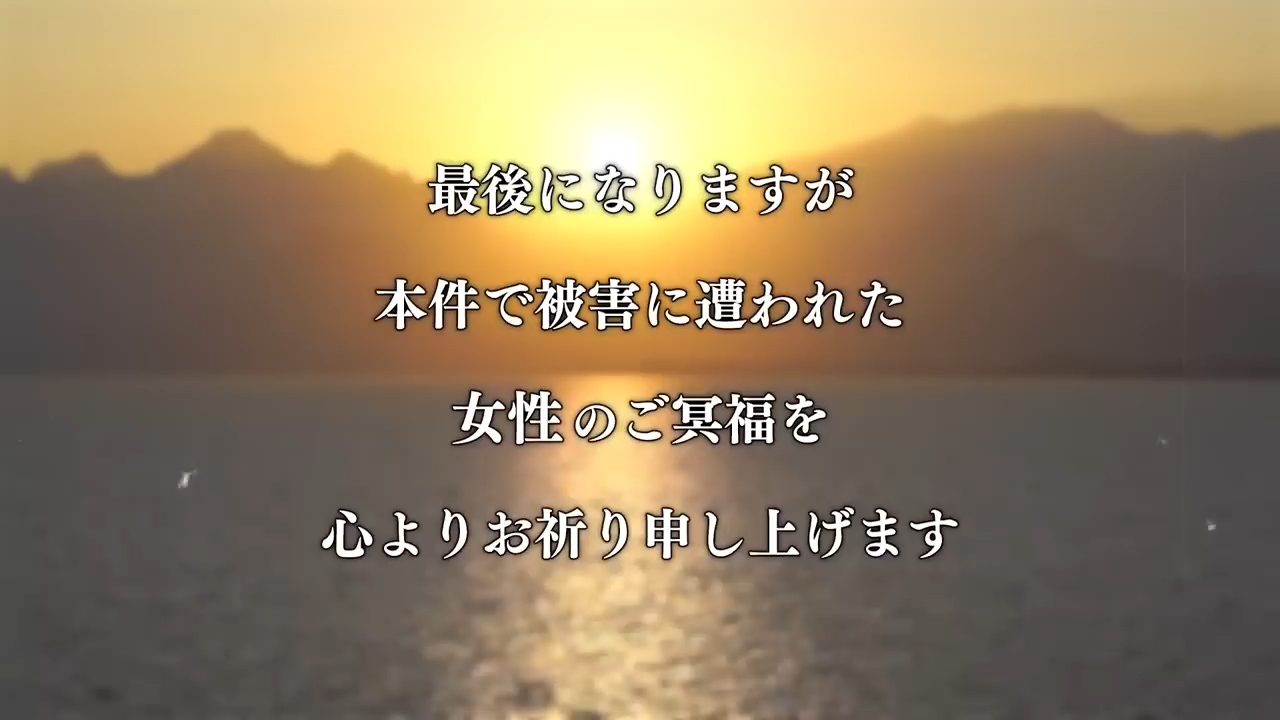 最後になりますが
本件で被害に遭われた
女性のご冥福を
心よりお祈り申し上げます